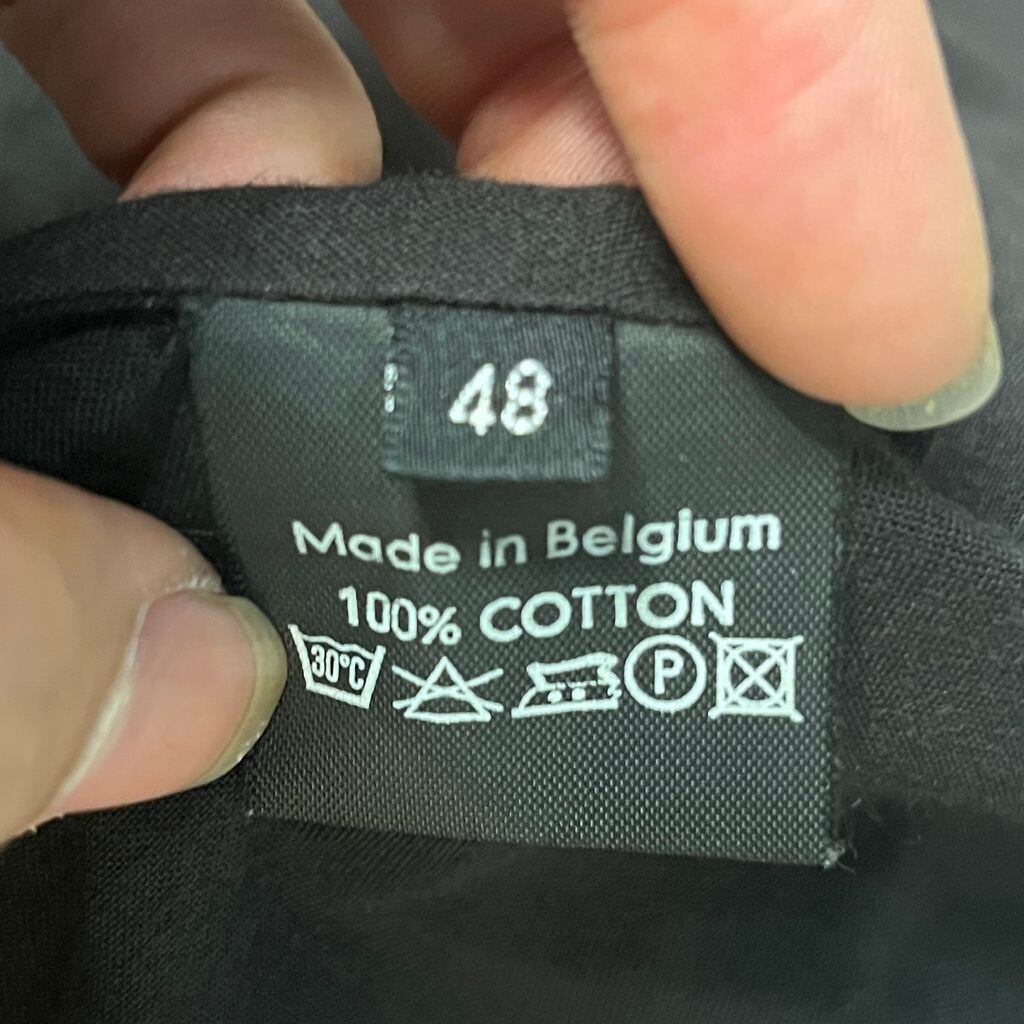 48
Made in Belgium
100% COTTON
30°C P